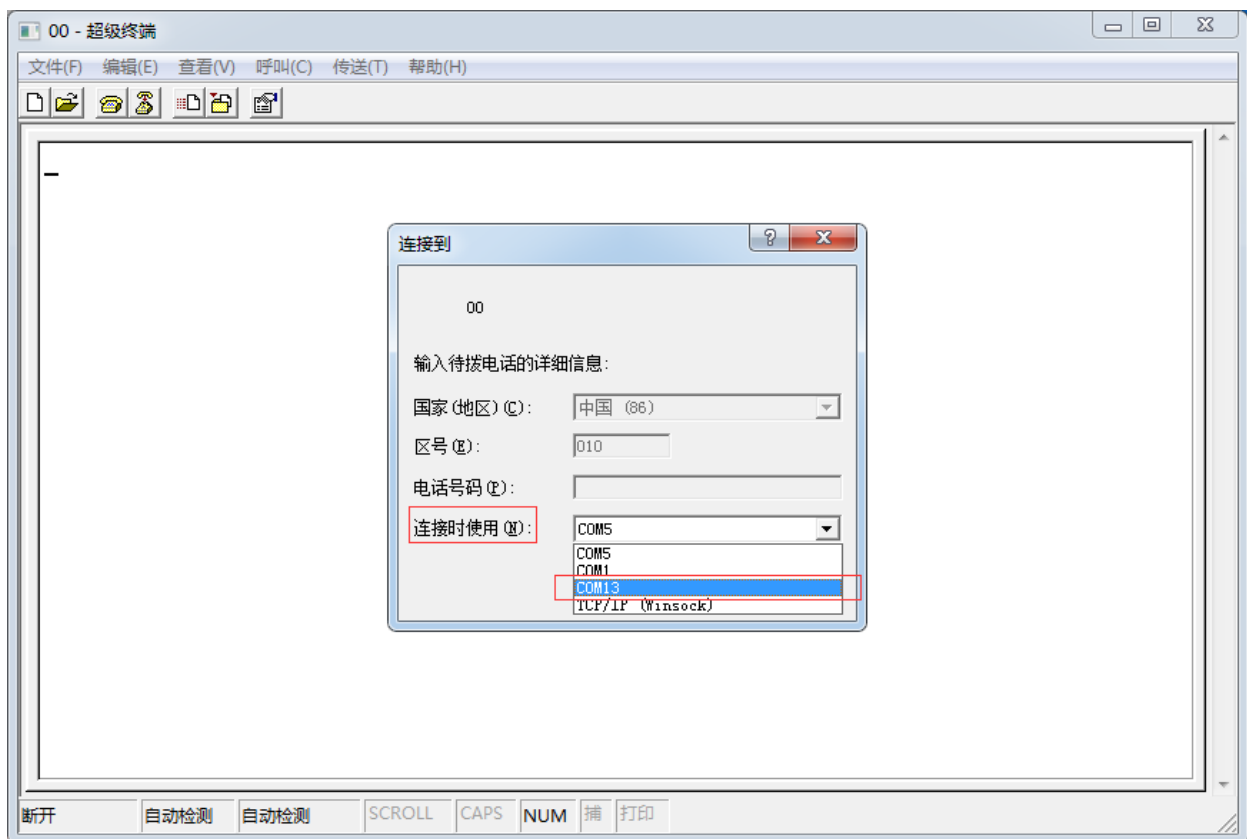 00 - 超级终端
文件(F) 编辑(E) 查看(V) 呼叫(C) 传送(T) 帮助(H)
连接到
00
输入待拨电话的详细信息:
国家(地区)(C): 中国 (86)
区号(E): 010
电话号码(P):
连接时使用(N): COM5
COM5
COM1
COM13
TCP/IP (Winsock)
断开 自动检测 自动检测 SCROLL CAPS NUM 捕 打印